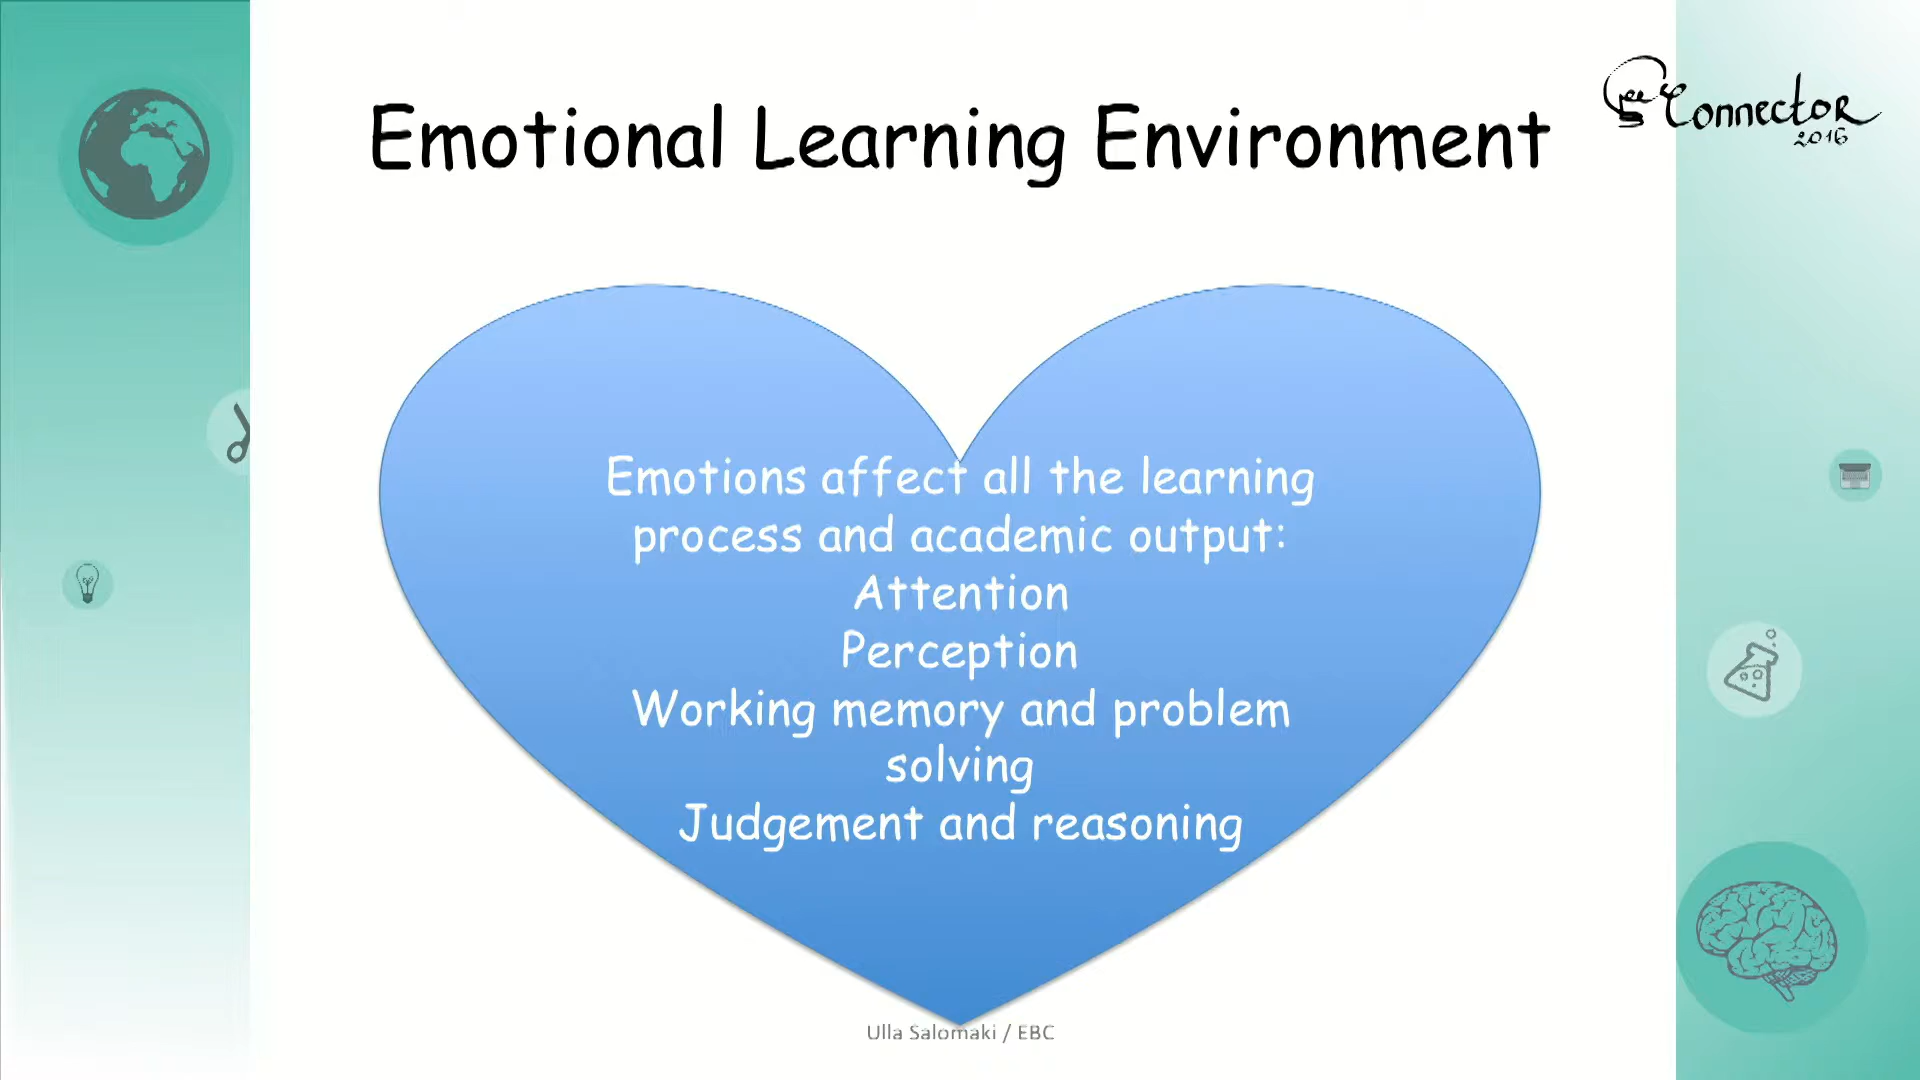 Emotional Learning Environment
Connector
2016
Emotions affect all the learning
process and academic output:
Attention
Perception
Working memory and problem
solving
Judgement and reasoning
Ulla Salomaki / EBC